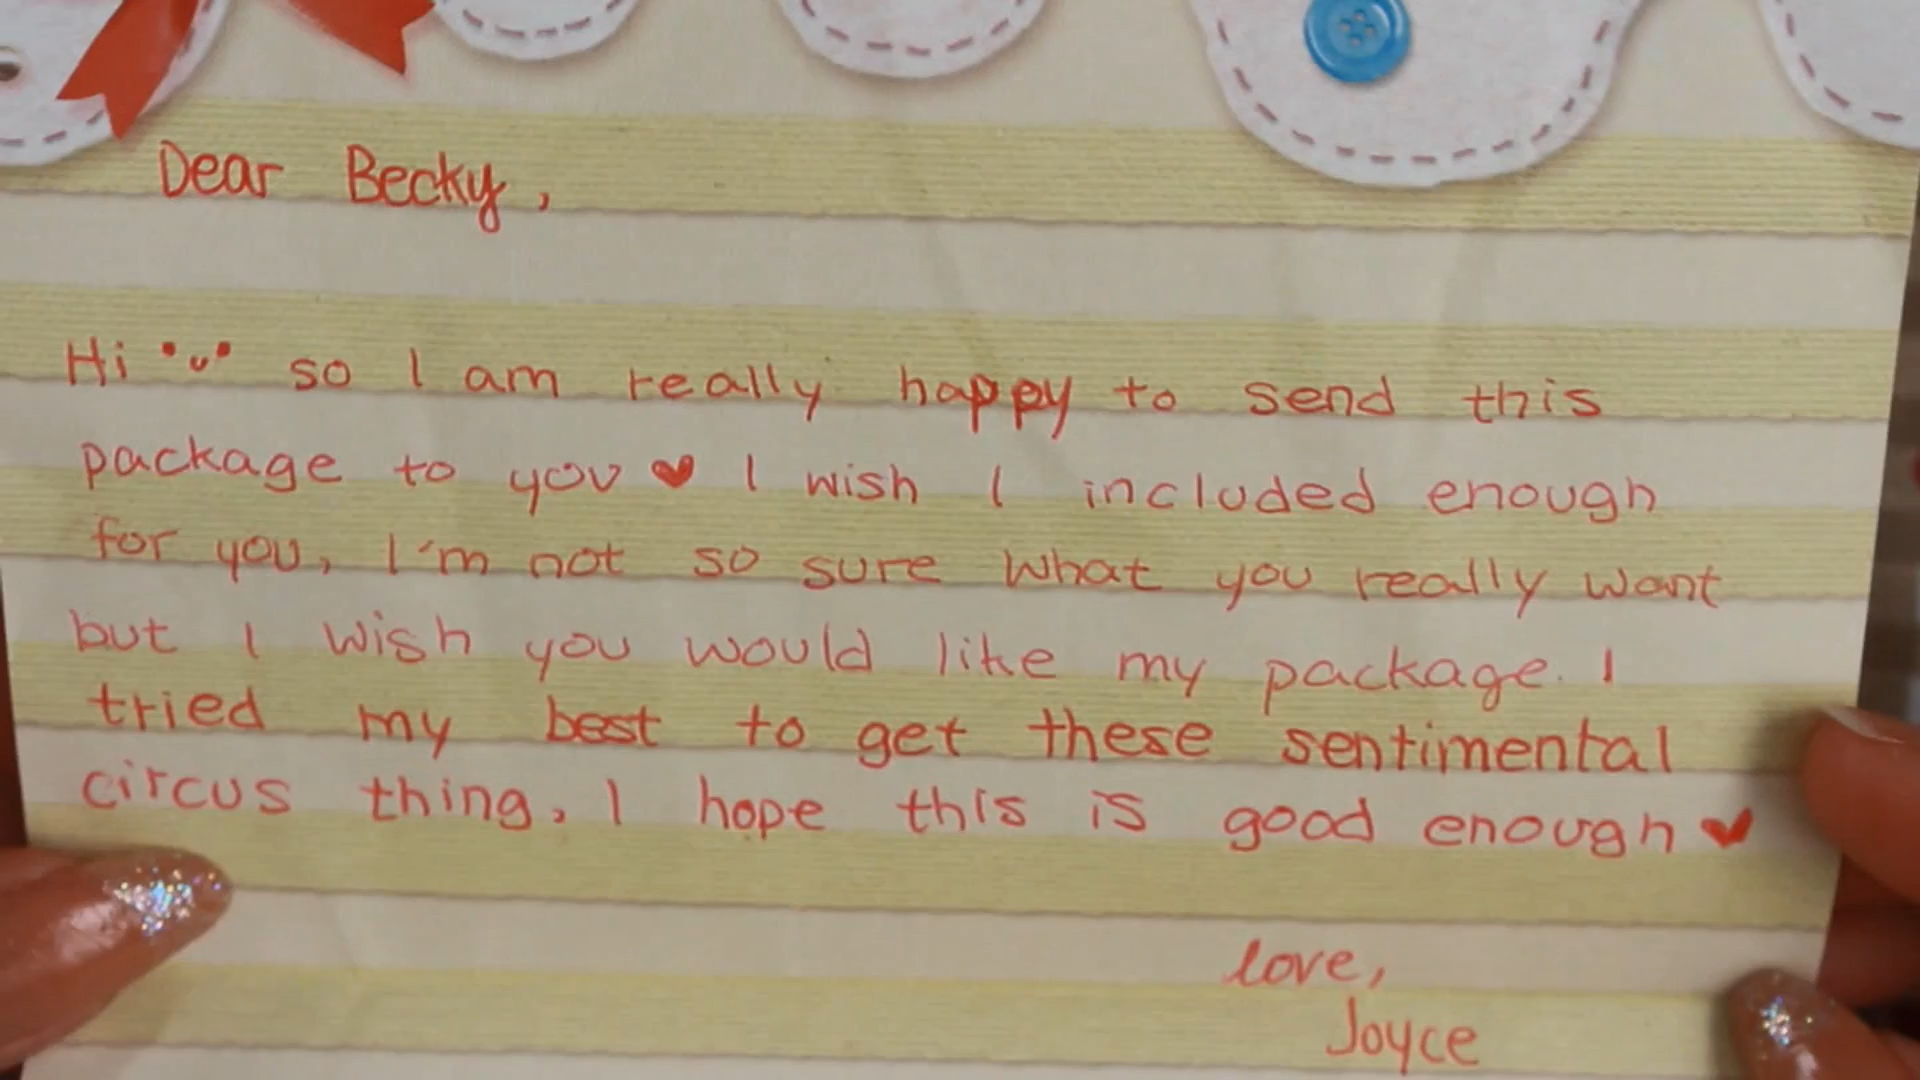 Dear Becky,
Hi •ᴗ• so I am really happy to send this
package to you ♥ I wish I included enough
for you, I'm not so sure what you really want
but I wish you would like my package. I
tried my best to get these sentimental
circus thing. I hope this is good enough ♥
love,
Joyce